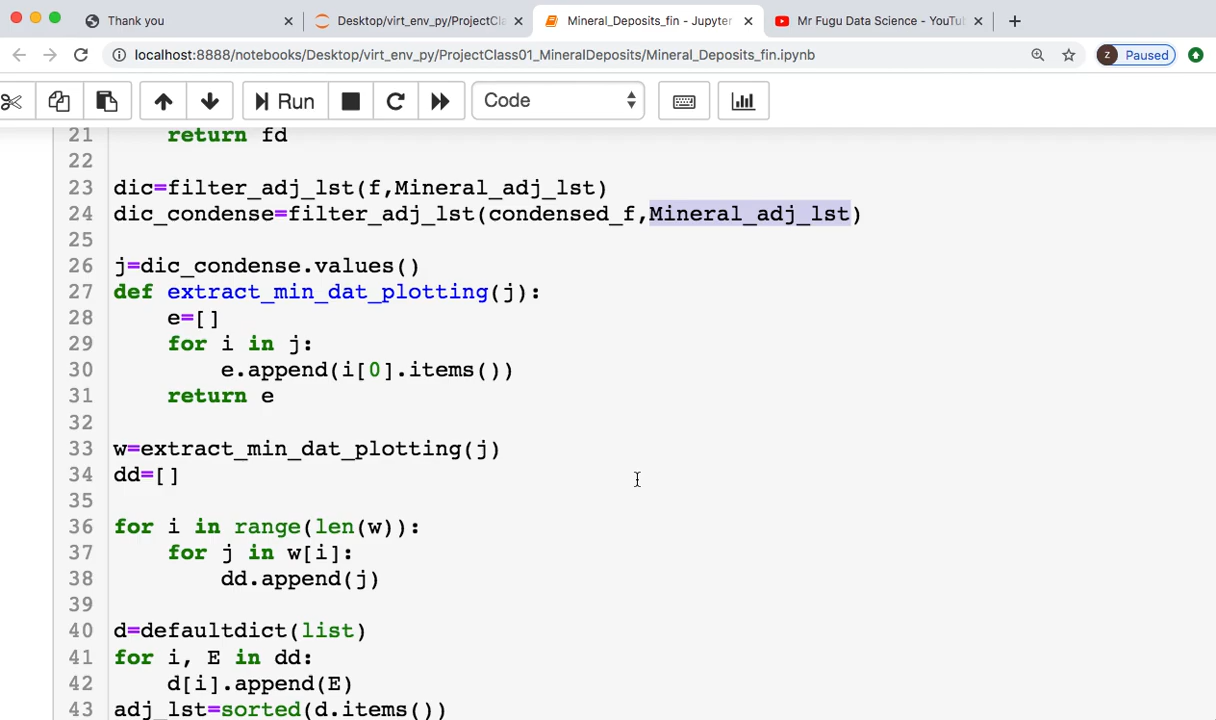 Thank you
Desktop/virt_env_py/ProjectCla
Mineral_Deposits_fin - Jupyter
Mr Fugu Data Science - YouTu
localhost:8888/notebooks/Desktop/virt_env_py/ProjectClass01_MineralDeposits/Mineral_Deposits_fin.ipynb
Z Paused
Run
Code
21 return fd
22
23 dic=filter_adj_lst(f,Mineral_adj_lst)
24 dic_condense=filter_adj_lst(condensed_f,Mineral_adj_lst)
25
26 j=dic_condense.values()
27 def extract_min_dat_plotting(j):
28 e=[]
29 for i in j:
30 e.append(i[0].items())
31 return e
32
33 w=extract_min_dat_plotting(j)
34 dd=[]
35
36 for i in range(len(w)):
37 for j in w[i]:
38 dd.append(j)
39
40 d=defaultdict(list)
41 for i, E in dd:
42 d[i].append(E)
43 adj_lst=sorted(d.items())